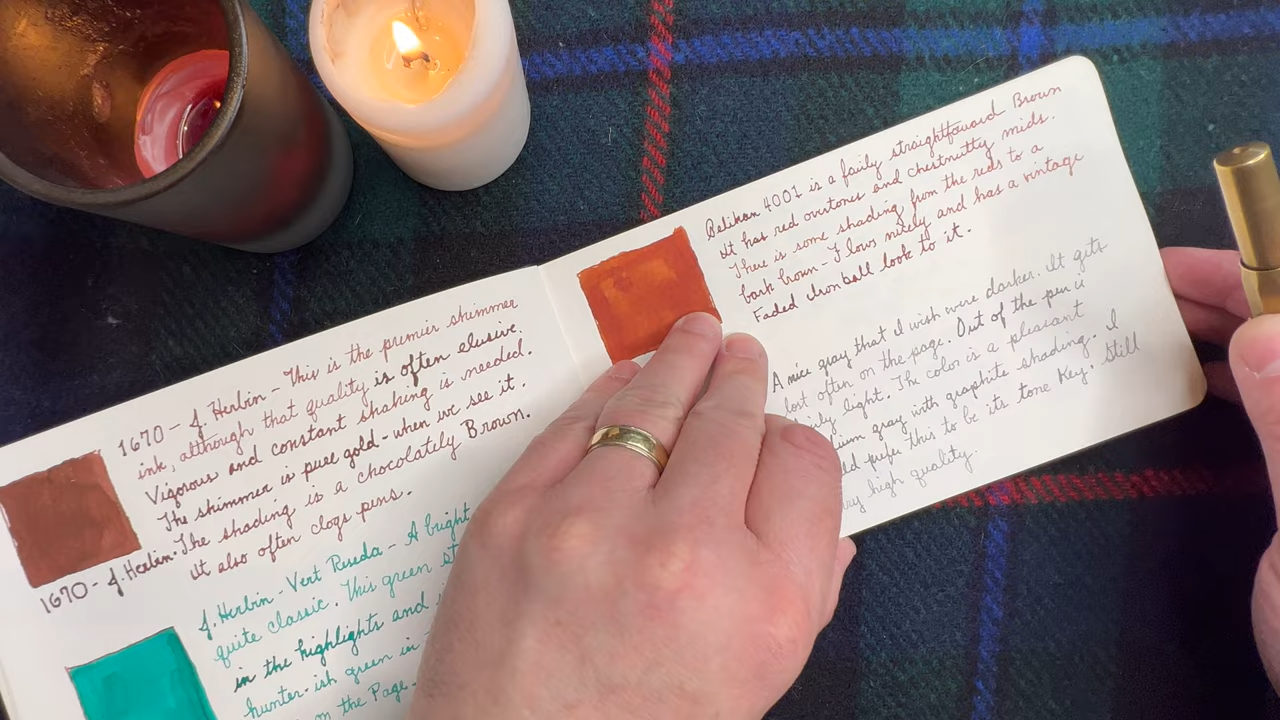 1670 - J. Herbin - This is the premier shimmer
ink, although that quality is often elusive.
Vigorous and constant shaking is needed.
The shimmer is pure gold - when we see it.
The shading is a chocolately Brown.
It also often clogs pens.
1670 - J. Herbin.
J. Herbin - Vert Reseda - A bright
quite classic. This green
in the highlights and
hunter-ish green in
on the Page.
Pelikan 4001 is a faily straightfoward Brown
It has red overtones and chestnutty mids.
There is some shading from the reds to a
bark brown - Flows nicely and has a vintage
Faded Iron ball look to it.
A nice gray that I wish were darker. It gets
lost often on the page. Out of the pen is
light. The color is a pleasant
gray with graphite shading. I
prefer this to be its tone Key. Still
high quality.